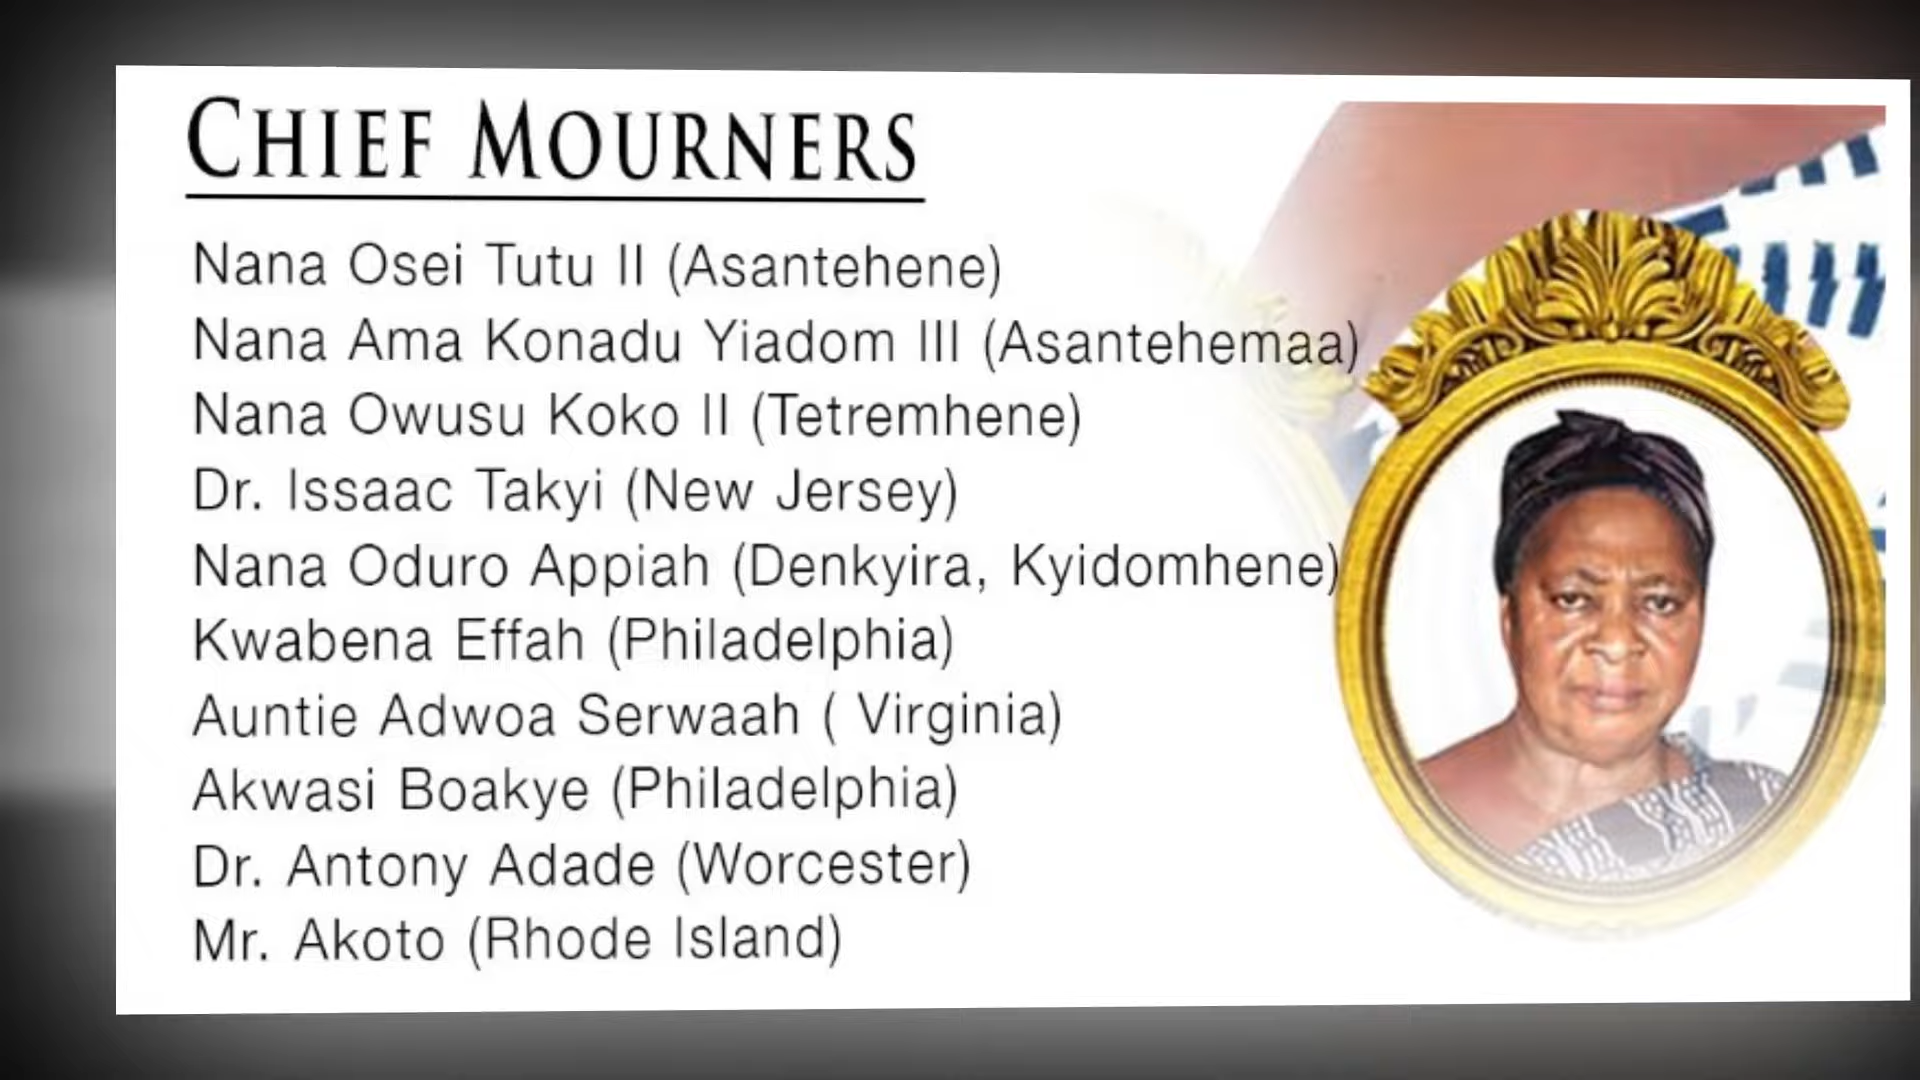 CHIEF MOURNERS
Nana Osei Tutu II (Asantehene)
Nana Ama Konadu Yiadom III (Asantehemaa)
Nana Owusu Koko II (Tetremhene)
Dr. Issaac Takyi (New Jersey)
Nana Oduro Appiah (Denkyira, Kyidomhene)
Kwabena Effah (Philadelphia)
Auntie Adwoa Serwaah ( Virginia)
Akwasi Boakye (Philadelphia)
Dr. Antony Adade (Worcester)
Mr. Akoto (Rhode Island)